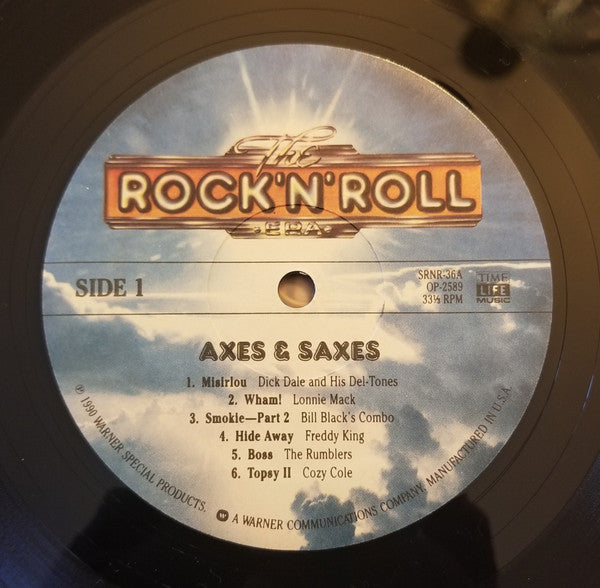 The
ROCK'N'ROLL
·ERA·
SIDE 1
SRNR-36A
OP-2589
33⅓ RPM
TIME
LIFE
MUSIC
AXES & SAXES
1. Misirlou Dick Dale and His Del-Tones
2. Wham! Lonnie Mack
3. Smokie—Part 2 Bill Black's Combo
4. Hide Away Freddy King
5. Boss The Rumblers
6. Topsy II Cozy Cole
℗ 1990 WARNER SPECIAL PRODUCTS. A WARNER COMMUNICATIONS COMPANY. MANUFACTURED IN U.S.A.